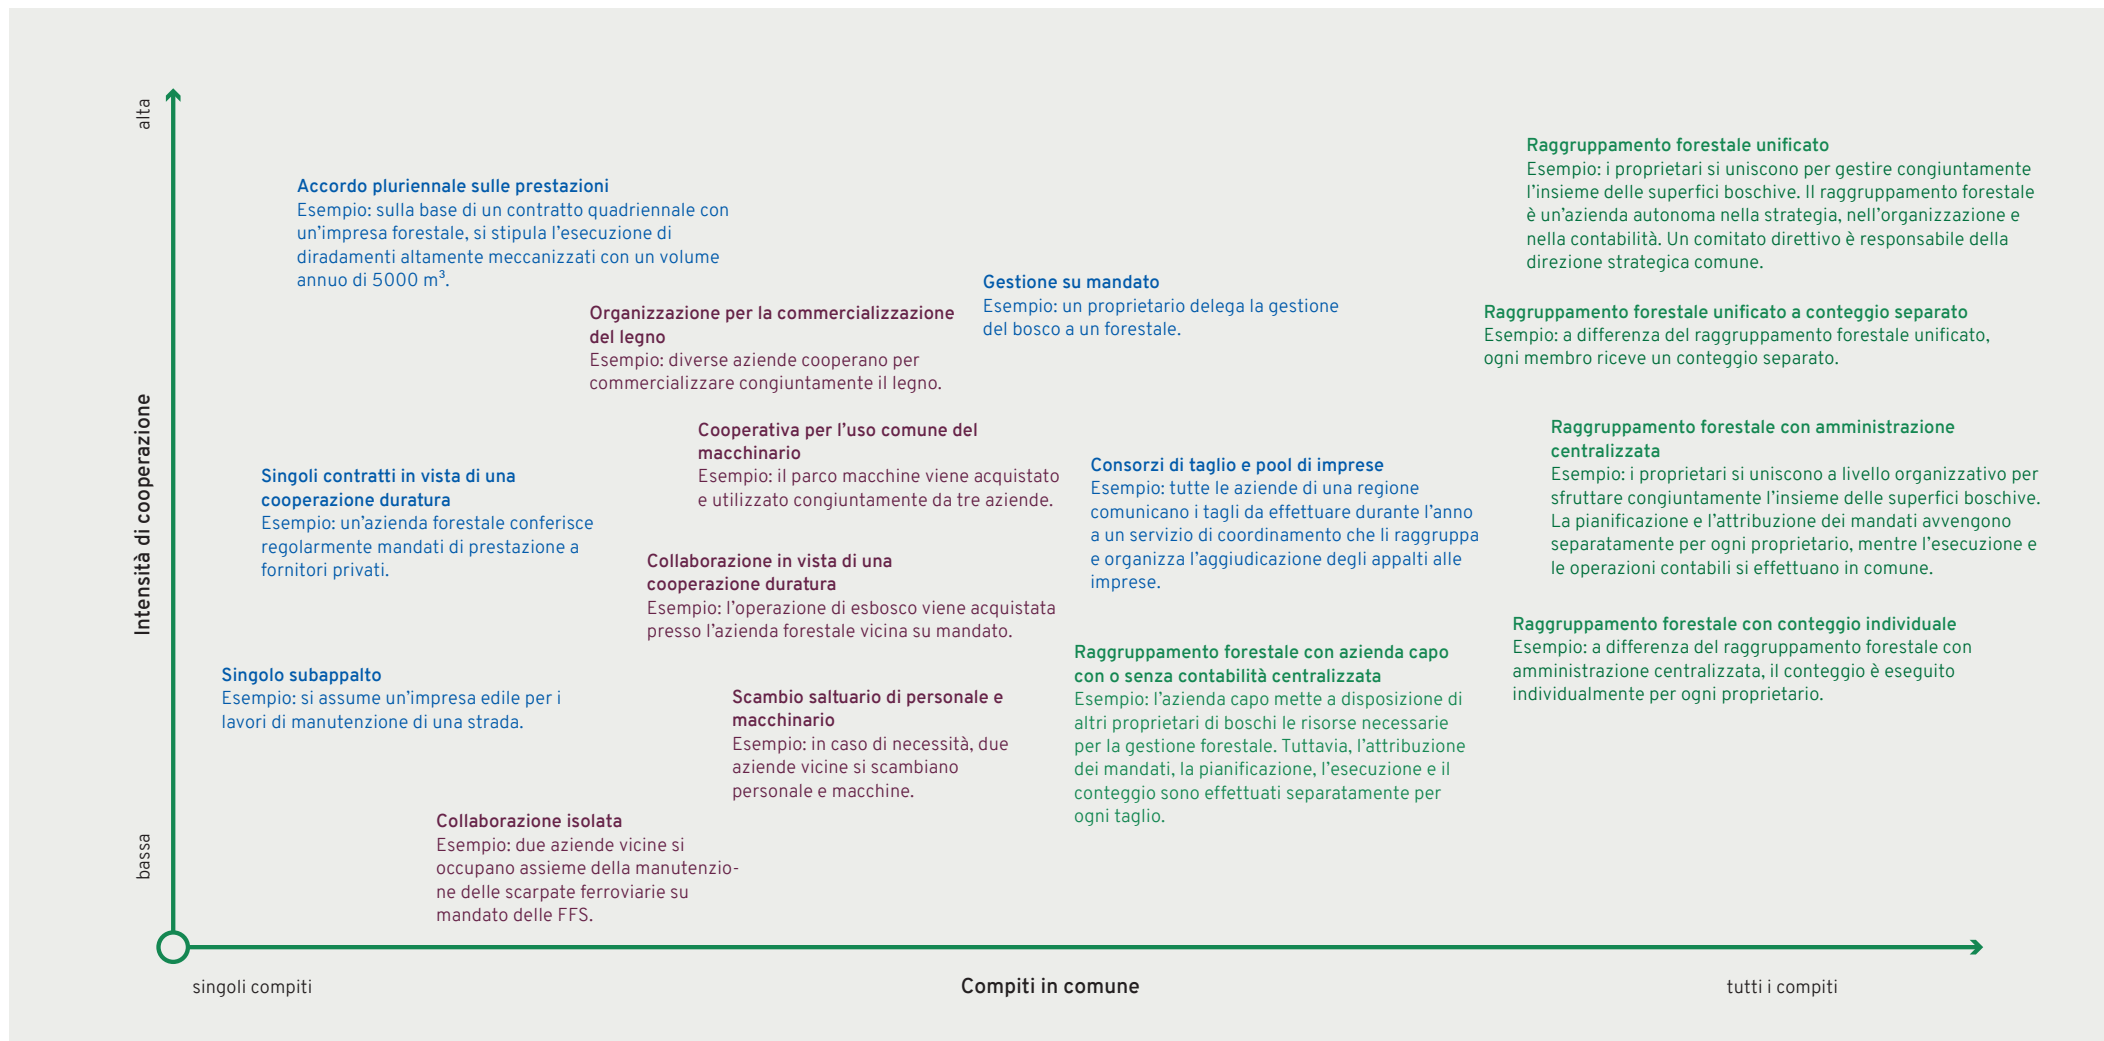 alta
Intensità di cooperazione
bassa
Accordo pluriennale sulle prestazioni
Esempio: sulla base di un contratto quadriennale con
un’impresa forestale, si stipula l’esecuzione di
diradamenti altamente meccanizzati con un volume
annuo di 5000 m³.
Organizzazione per la commercializzazione
del legno
Esempio: diverse aziende cooperano per
commercializzare congiuntamente il legno.
Gestione su mandato
Esempio: un proprietario delega la gestione
del bosco a un forestale.
Raggruppamento forestale unificato
Esempio: i proprietari si uniscono per gestire congiuntamente
l’insieme delle superfici boschive. Il raggruppamento forestale
è un’azienda autonoma nella strategia, nell’organizzazione e
nella contabilità. Un comitato direttivo è responsabile della
direzione strategica comune.
Raggruppamento forestale unificato a conteggio separato
Esempio: a differenza del raggruppamento forestale unificato,
ogni membro riceve un conteggio separato.
Singoli contratti in vista di una
cooperazione duratura
Esempio: un’azienda forestale conferisce
regolarmente mandati di prestazione a
fornitori privati.
Cooperativa per l’uso comune del
macchinario
Esempio: il parco macchine viene acquistato
e utilizzato congiuntamente da tre aziende.
Consorzi di taglio e pool di imprese
Esempio: tutte le aziende di una regione
comunicano i tagli da effettuare durante l’anno
a un servizio di coordinamento che li raggruppa
e organizza l’aggiudicazione degli appalti alle
imprese.
Raggruppamento forestale con amministrazione
centralizzata
Esempio: i proprietari si uniscono a livello organizzativo per
sfruttare congiuntamente l’insieme delle superfici boschive.
La pianificazione e l’attribuzione dei mandati avvengono
separatamente per ogni proprietario, mentre l’esecuzione e
le operazioni contabili si effettuano in comune.
Collaborazione in vista di una
cooperazione duratura
Esempio: l’operazione di esbosco viene acquistata
presso l’azienda forestale vicina su mandato.
Raggruppamento forestale con conteggio individuale
Esempio: a differenza del raggruppamento forestale con
amministrazione centralizzata, il conteggio è eseguito
individualmente per ogni proprietario.
Singolo subappalto
Esempio: si assume un’impresa edile per i
lavori di manutenzione di una strada.
Scambio saltuario di personale e
macchinario
Esempio: in caso di necessità, due
aziende vicine si scambiano
personale e macchine.
Raggruppamento forestale con azienda capo
con o senza contabilità centralizzata
Esempio: l’azienda capo mette a disposizione di
altri proprietari di boschi le risorse necessarie
per la gestione forestale. Tuttavia, l’attribuzione
dei mandati, la pianificazione, l’esecuzione e il
conteggio sono effettuati separatamente per
ogni taglio.
Collaborazione isolata
Esempio: due aziende vicine si
occupano assieme della manutenzio-
ne delle scarpate ferroviarie su
mandato delle FFS.
singoli compiti
Compiti in comune
tutti i compiti